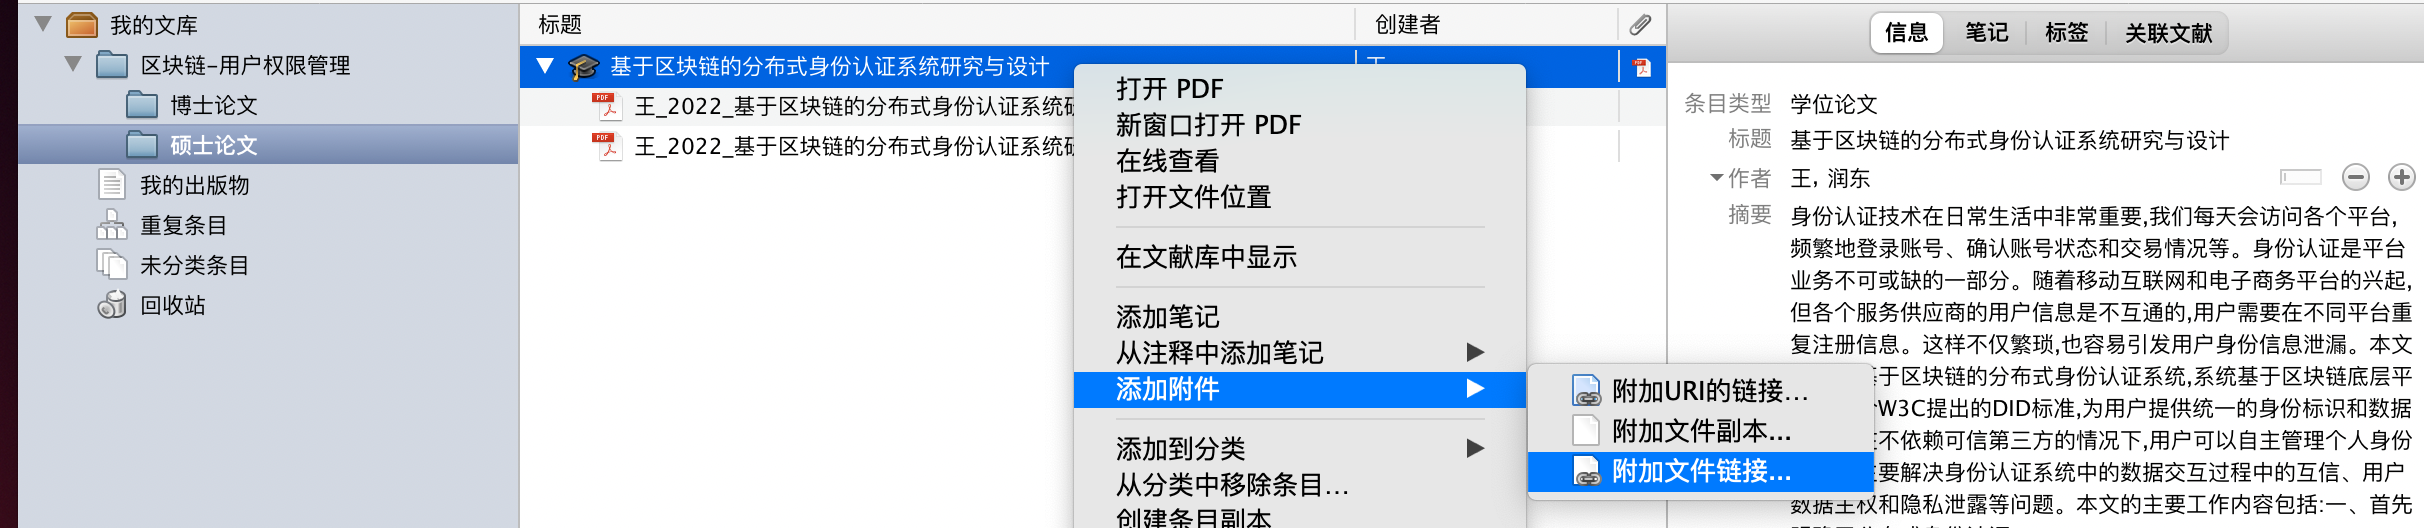 我的文库
区块链-用户权限管理
博士论文
硕士论文
我的出版物
重复条目
未分类条目
回收站
标题 创建者
基于区块链的分布式身份认证系统研究与设计
PDF 王_2022_基于区块链的分布式身份认证系统
PDF 王_2022_基于区块链的分布式身份认证系统
打开 PDF
新窗口打开 PDF
在线查看
打开文件位置
在文献库中显示
添加笔记
从注释中添加笔记
添加附件
添加到分类
从分类中移除条目...
创建条目副本
附加URI的链接...
附加文件副本...
附加文件链接...
信息 笔记 标签 关联文献
条目类型 学位论文
标题 基于区块链的分布式身份认证系统研究与设计
作者 王, 润东
摘要 身份认证技术在日常生活中非常重要,我们每天会访问各个平台,
频繁地登录账号、确认账号状态和交易情况等。身份认证是平台
业务不可或缺的一部分。随着移动互联网和电子商务平台的兴起,
但各个服务供应商的用户信息是不互通的,用户需要在不同平台重
复注册信息。这样不仅繁琐,也容易引发用户身份信息泄漏。本文
于区块链的分布式身份认证系统,系统基于区块链底层平
W3C提出的DID标准,为用户提供统一的身份标识和数据
不依赖可信第三方的情况下,用户可以自主管理个人身份
要解决身份认证系统中的数据交互过程中的互信、用户
数据主权和隐私泄露等问题。本文的主要工作内容包括:一、首先